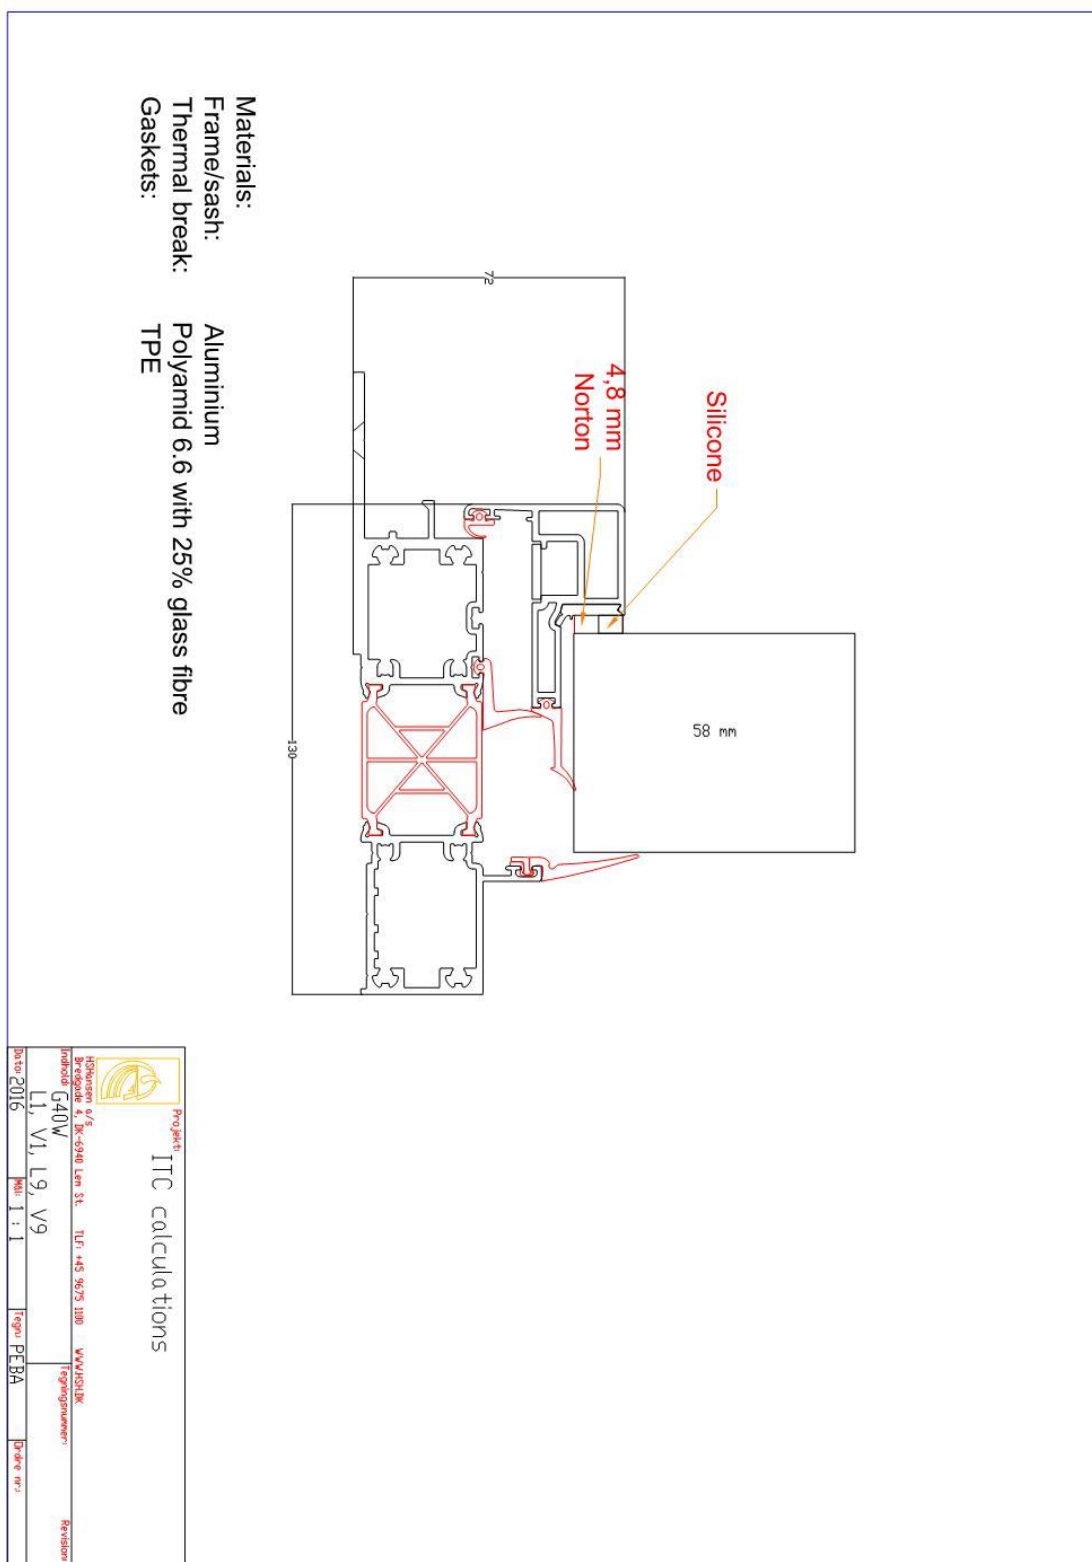 Materials:
Frame/sash: Aluminium
Thermal break: Polyamid 6.6 with 25% glass fibre
Gaskets: TPE
72
Silicone
4,8 mm
Norton
58 mm
130
Projekt:
ITC calculations
HSHansen a/s
Bredgade 4, DK-6940 Lem St. TLF: +45 9675 1100 WWW.HSH.DK
Indhold: G40W
L1, V1, L9, V9
Tegningsnummer:
Revision:
Dato: 2016
Mål: 1 : 1
Tegn: PEBA
Ordre nr.: